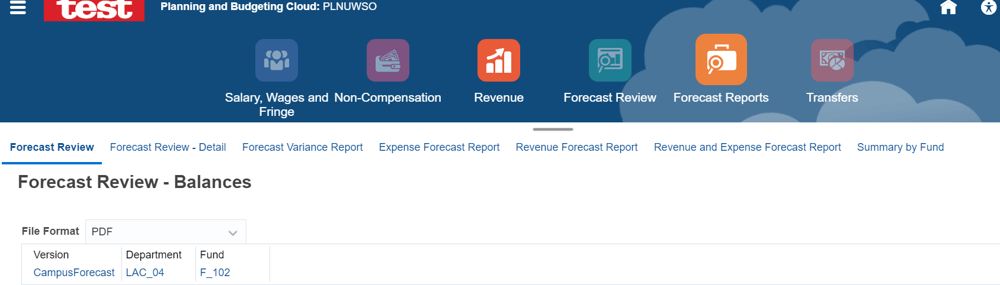 test
Planning and Budgeting Cloud: PLNUWSO
Salary, Wages and Fringe
Non-Compensation
Revenue
Forecast Review
Forecast Reports
Transfers
Forecast Review
Forecast Review - Detail
Forecast Variance Report
Expense Forecast Report
Revenue Forecast Report
Revenue and Expense Forecast Report
Summary by Fund
Forecast Review - Balances
File Format PDF
Version Department Fund
CampusForecast LAC_04 F_102